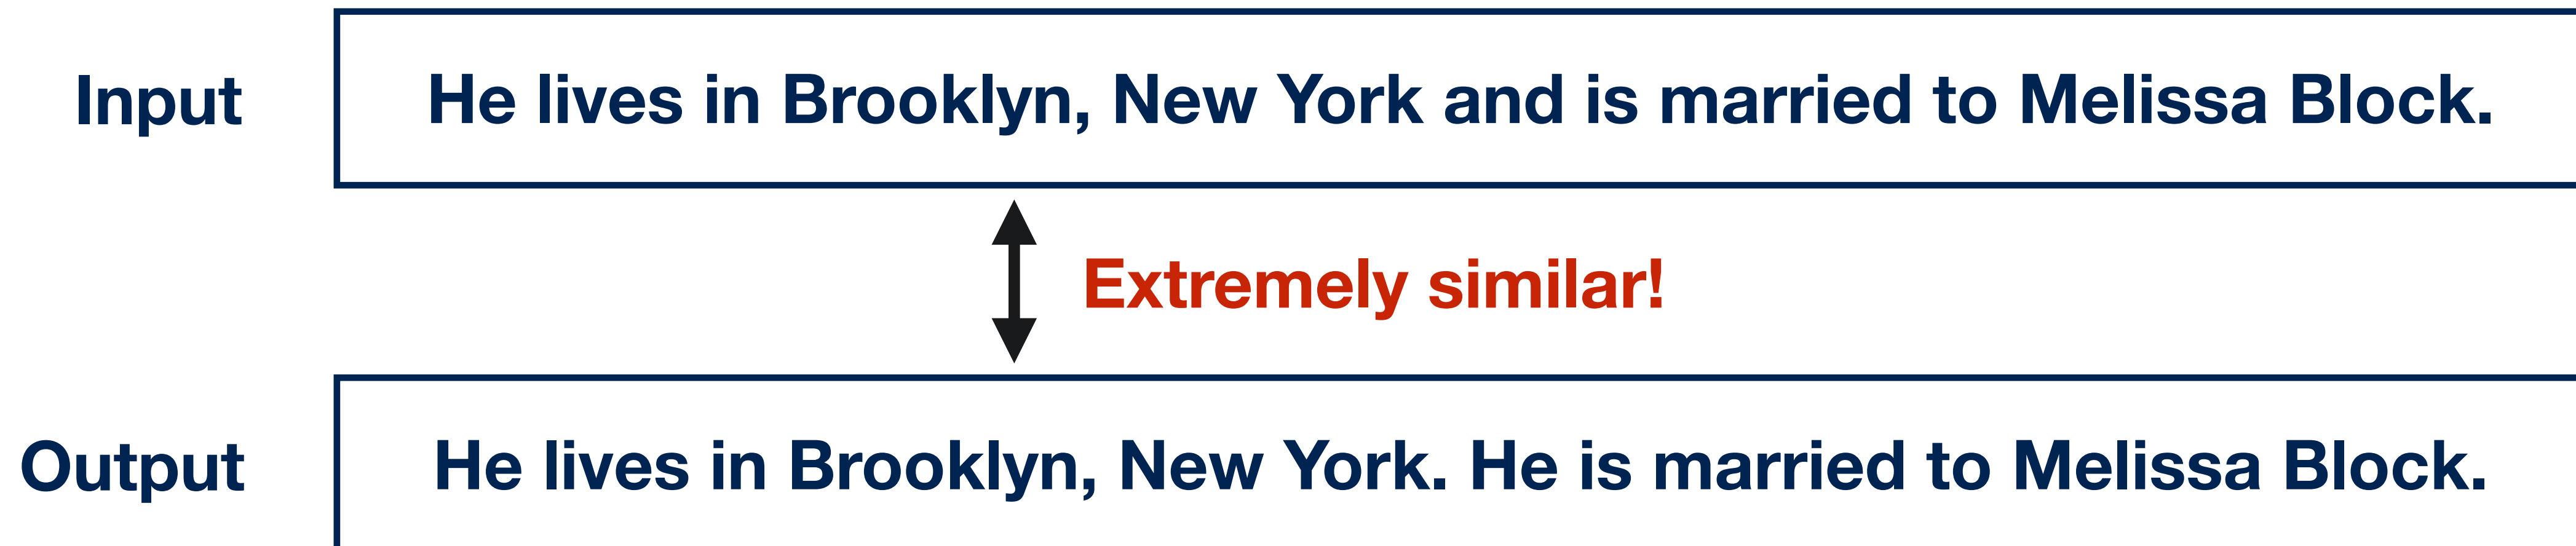 Input He lives in Brooklyn, New York and is married to Melissa Block.
Extremely similar!
Output He lives in Brooklyn, New York. He is married to Melissa Block.